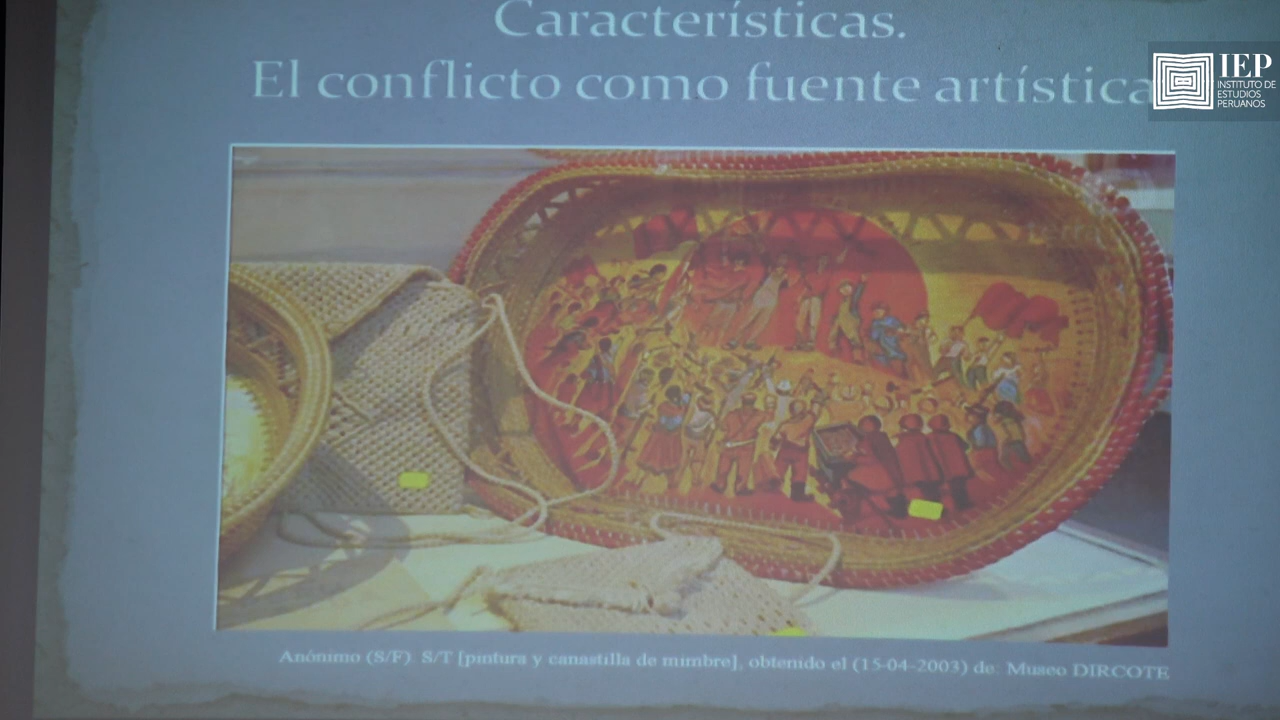 Características.
El conflicto como fuente artística
IEP
INSTITUTO DE
ESTUDIOS
PERUANOS
Anónimo (S/F). S/T [pintura y canastilla de mimbre], obtenido el (15-04-2003) de: Museo DIRCOTE